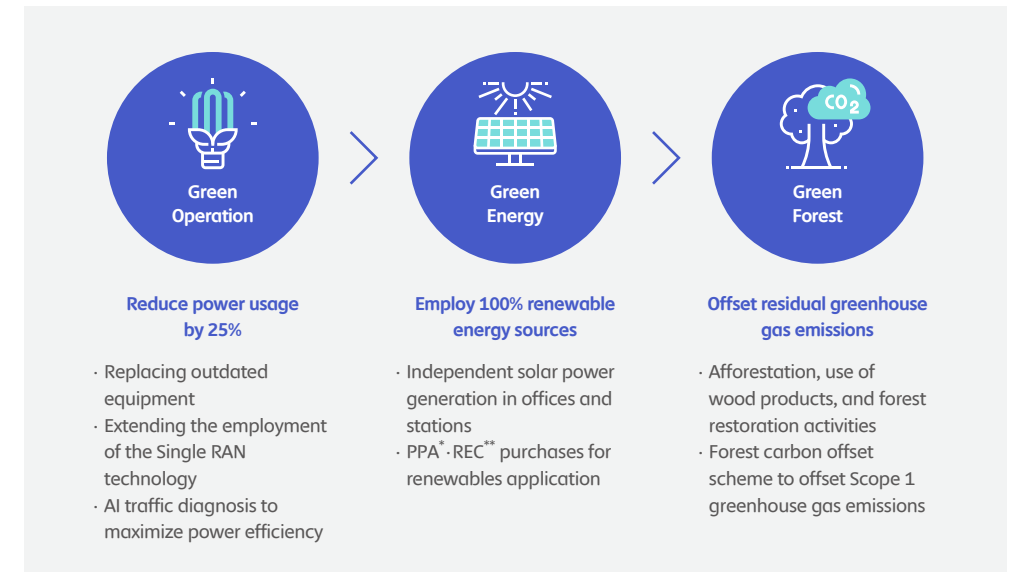 CO2
Green
Operation
Green
Energy
Green
Forest
Reduce power usage
by 25%
· Replacing outdated
equipment
· Extending the employment
of the Single RAN
technology
· AI traffic diagnosis to
maximize power efficiency
Employ 100% renewable
energy sources
· Independent solar power
generation in offices and
stations
· PPA*·REC** purchases for
renewables application
Offset residual greenhouse
gas emissions
· Afforestation, use of
wood products, and forest
restoration activities
· Forest carbon offset
scheme to offset Scope 1
greenhouse gas emissions